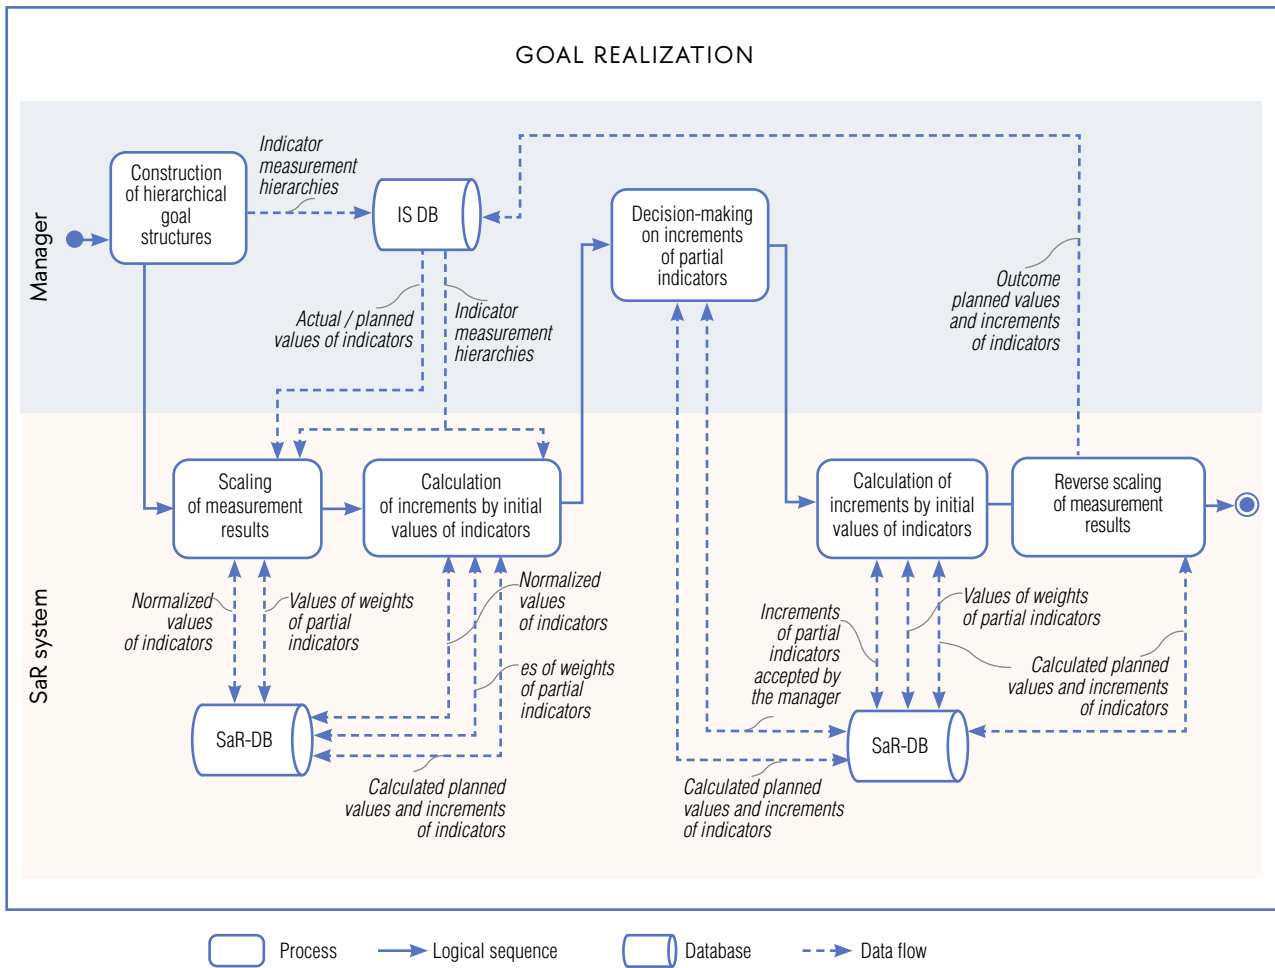 GOAL REALIZATION
Manager
Construction
of hierarchical
goal
structures
Indicator
measurement
hierarchies
IS DB
Actual / planned
values of indicators
Indicator
measurement
hierarchies
Decision-making
on increments
of partial
indicators
Outcome
planned values
and increments
of indicators
SaR system
Scaling
of measurement
results
Calculation
of increments by initial
values of indicators
Calculation of
increments by initial
values of indicators
Reverse scaling
of measurement
results
Normalized
values
of indicators
Values of weights
of partial
indicators
Normalized
values
of indicators
es of weights
of partial
indicators
SaR-DB
Calculated planned
values and increments
of indicators
Increments
of partial
indicators
accepted by
the manager
Values of weights
of partial indicators
Calculated planned
values and increments
of indicators
SaR-DB
Calculated planned
values and increments
of indicators
Process
Logical sequence
Database
Data flow